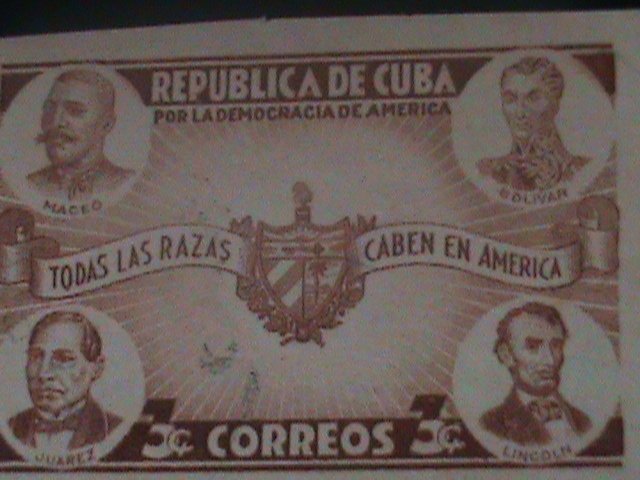 REPUBLICA DE CUBA
POR LA DEMOCRACIA DE AMERICA
MACEO
BOLIVAR
TODAS LAS RAZAS CABEN EN AMERICA
JUAREZ
LINCOLN
3¢ CORREOS 3¢